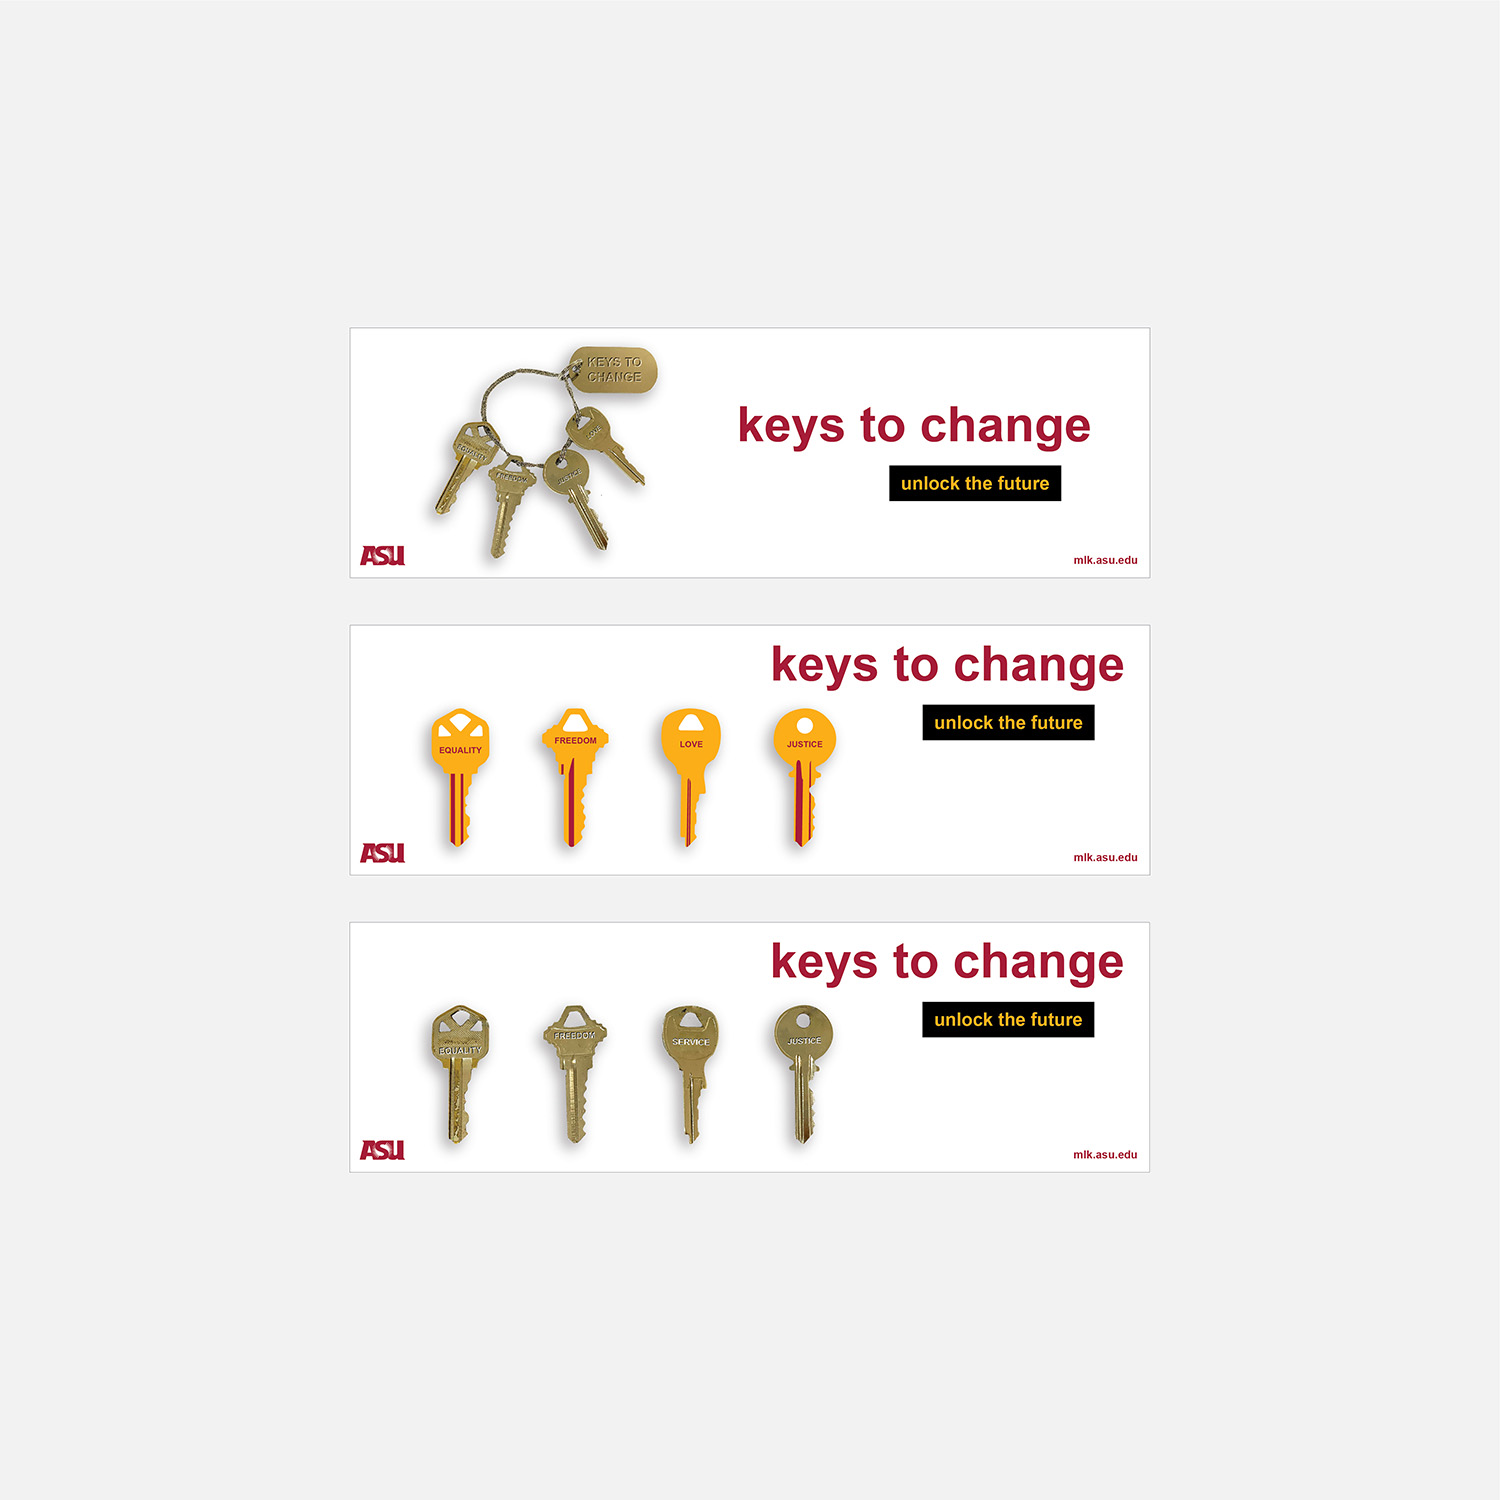 KEYS TO
CHANGE
EQUALITY
FREEDOM
JUSTICE
LOVE
keys to change
unlock the future
ASU
mlk.asu.edu
keys to change
unlock the future
EQUALITY
FREEDOM
LOVE
JUSTICE
ASU
mlk.asu.edu
keys to change
unlock the future
EQUALITY
FREEDOM
SERVICE
JUSTICE
ASU
mlk.asu.edu